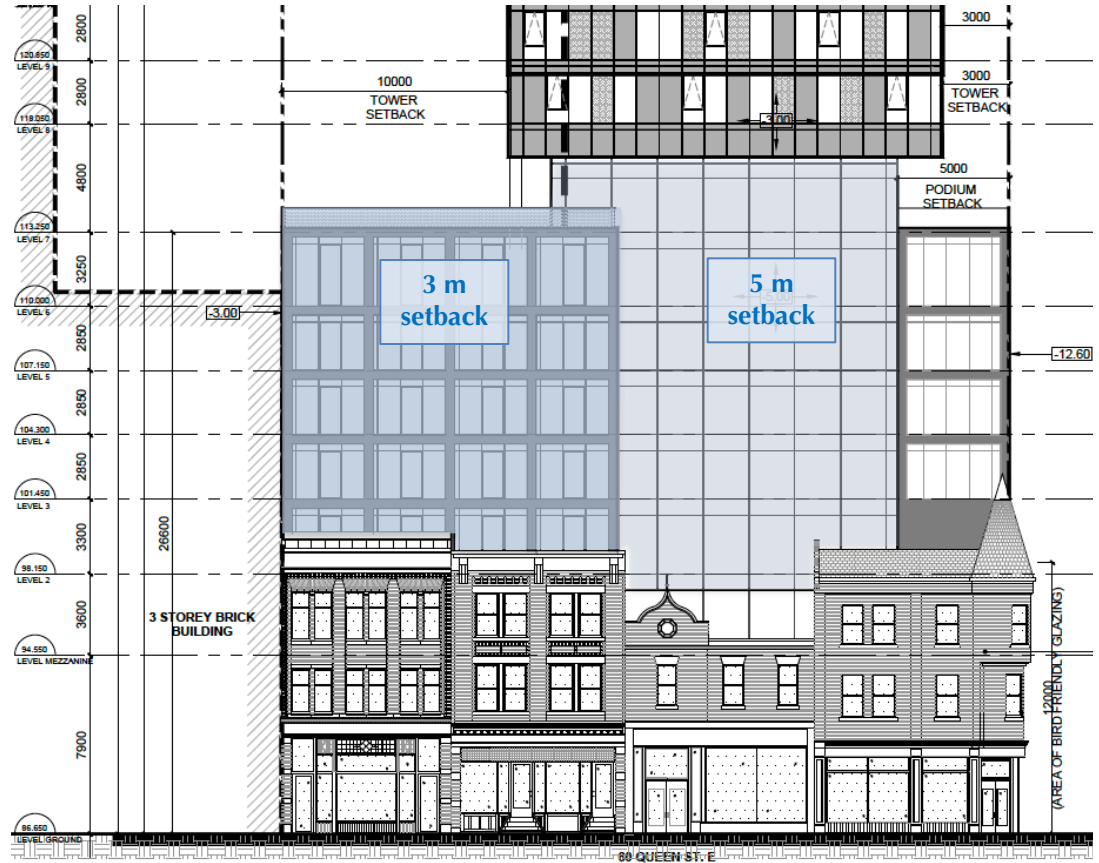 2800
3000
120.850
LEVEL 9
2800
10000
TOWER
SETBACK
3000
TOWER
SETBACK
118.050
LEVEL 8
-3.00
4800
5000
PODIUM
SETBACK
113.250
LEVEL 7
3250
3 m
setback
5 m
setback
-5.00
110.000
LEVEL 6
-3.00
2850
-12.60
107.150
LEVEL 5
2850
104.300
LEVEL 4
2850
101.450
LEVEL 3
3300
26600
98.150
LEVEL 2
3600
3 STOREY BRICK
BUILDING
94.550
LEVEL MEZZANINE
12000
(AREA OF BIRD FRIENDLY GLAZING)
7900
86.650
LEVEL GROUND
60 QUEEN ST. E